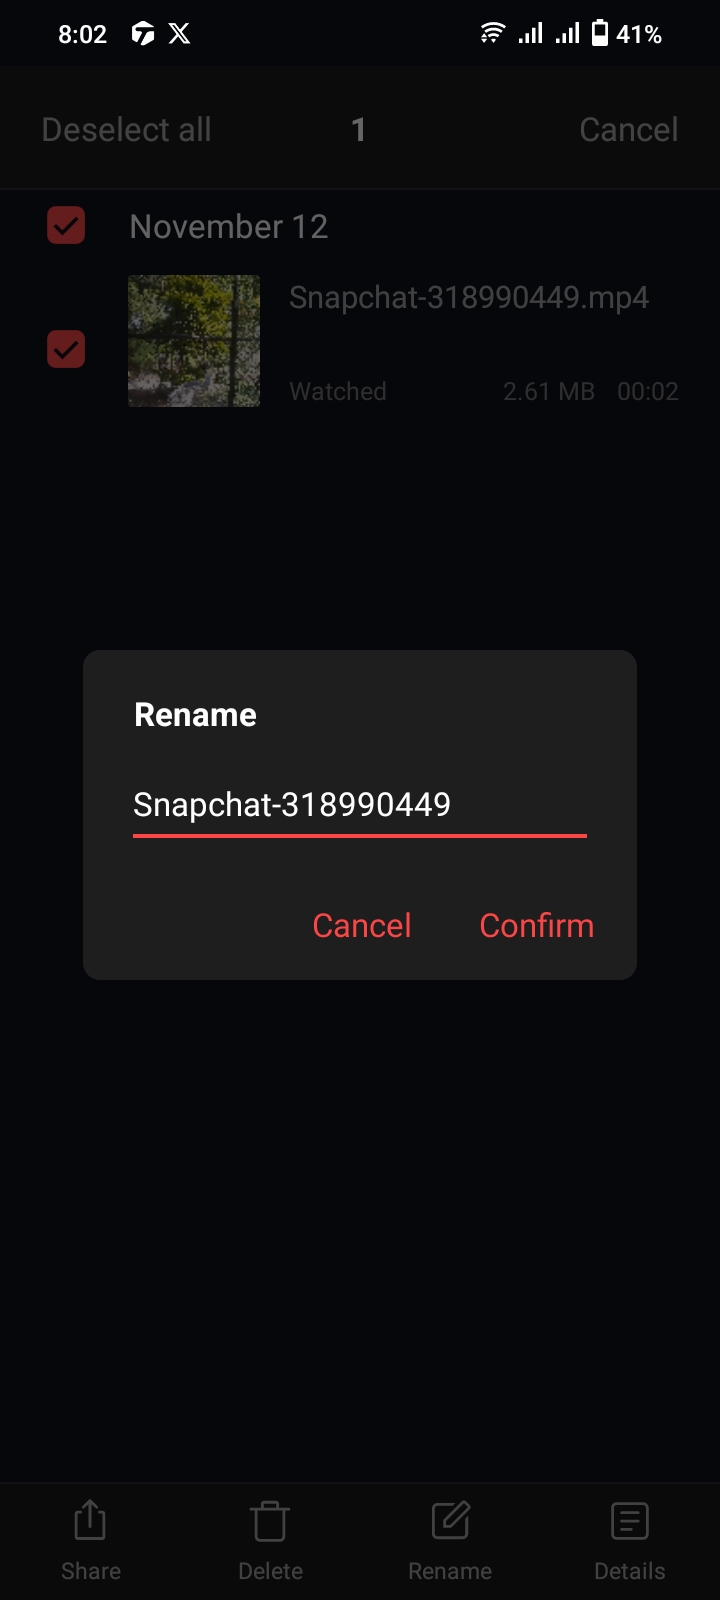 8:02 41%
Deselect all 1 Cancel
November 12
Snapchat-318990449.mp4
Watched 2.61 MB 00:02
Rename
Snapchat-318990449
Cancel Confirm
Share Delete Rename Details